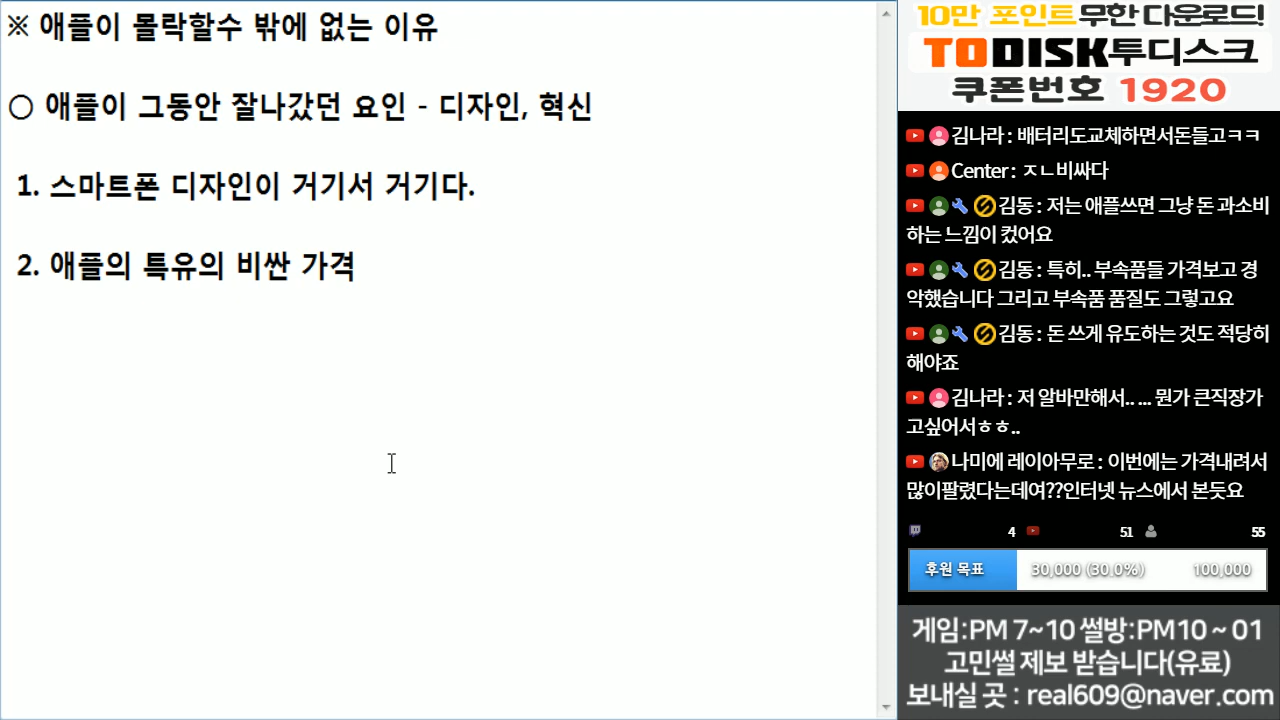 ※ 애플이 몰락할수 밖에 없는 이유
○ 애플이 그동안 잘나갔던 요인 - 디자인, 혁신
1. 스마트폰 디자인이 거기서 거기다.
2. 애플의 특유의 비싼 가격
10만 포인트 무한 다운로드!
TODISK투디스크
쿠폰번호 1920
김나라 : 배터리도교체하면서돈들고ㅋㅋ
Center : ㅈㄴ비싸다
김동 : 저는 애플쓰면 그냥 돈 과소비
하는 느낌이 컸어요
김동 : 특히.. 부속품들 가격보고 경
악했습니다 그리고 부속품 품질도 그렇고요
김동 : 돈 쓰게 유도하는 것도 적당히
해야죠
김나라 : 저 알바만해서.. ... 뭔가 큰직장가
고싶어서ㅎㅎ..
나미에 레이아무로 : 이번에는 가격내려서
많이팔렸다는데여??인터넷 뉴스에서 본듯요
4 51 55
후원 목표 30,000 (30.0%) 100,000
게임:PM 7~10 썰방:PM10 ~ 01
고민썰 제보 받습니다(유료)
보내실 곳 : real609@naver.com